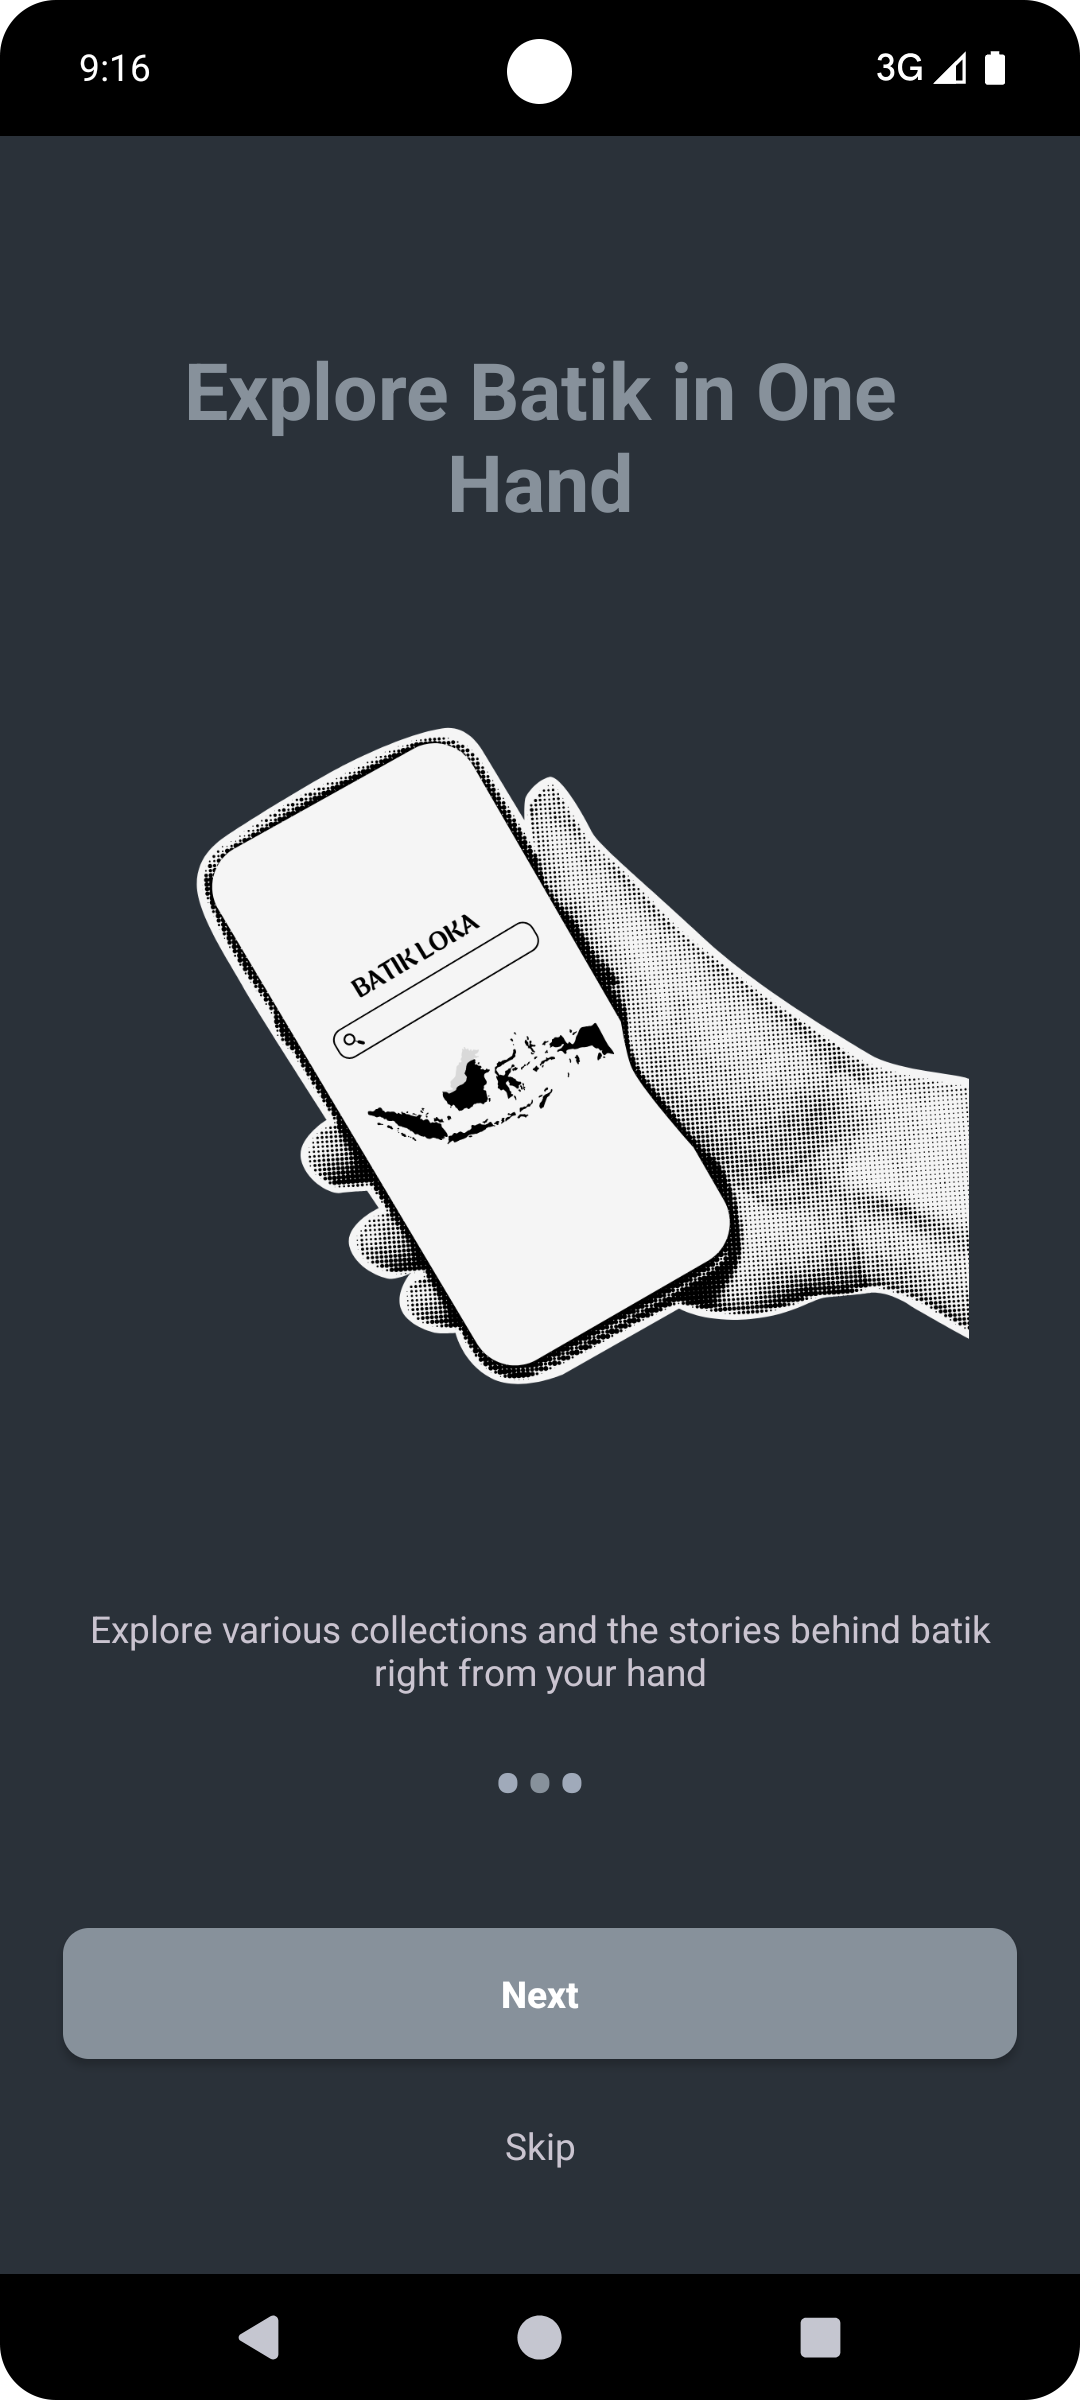 9:16
3G
Explore Batik in One
Hand
BATIK LOKA
Explore various collections and the stories behind batik
right from your hand
Next
Skip